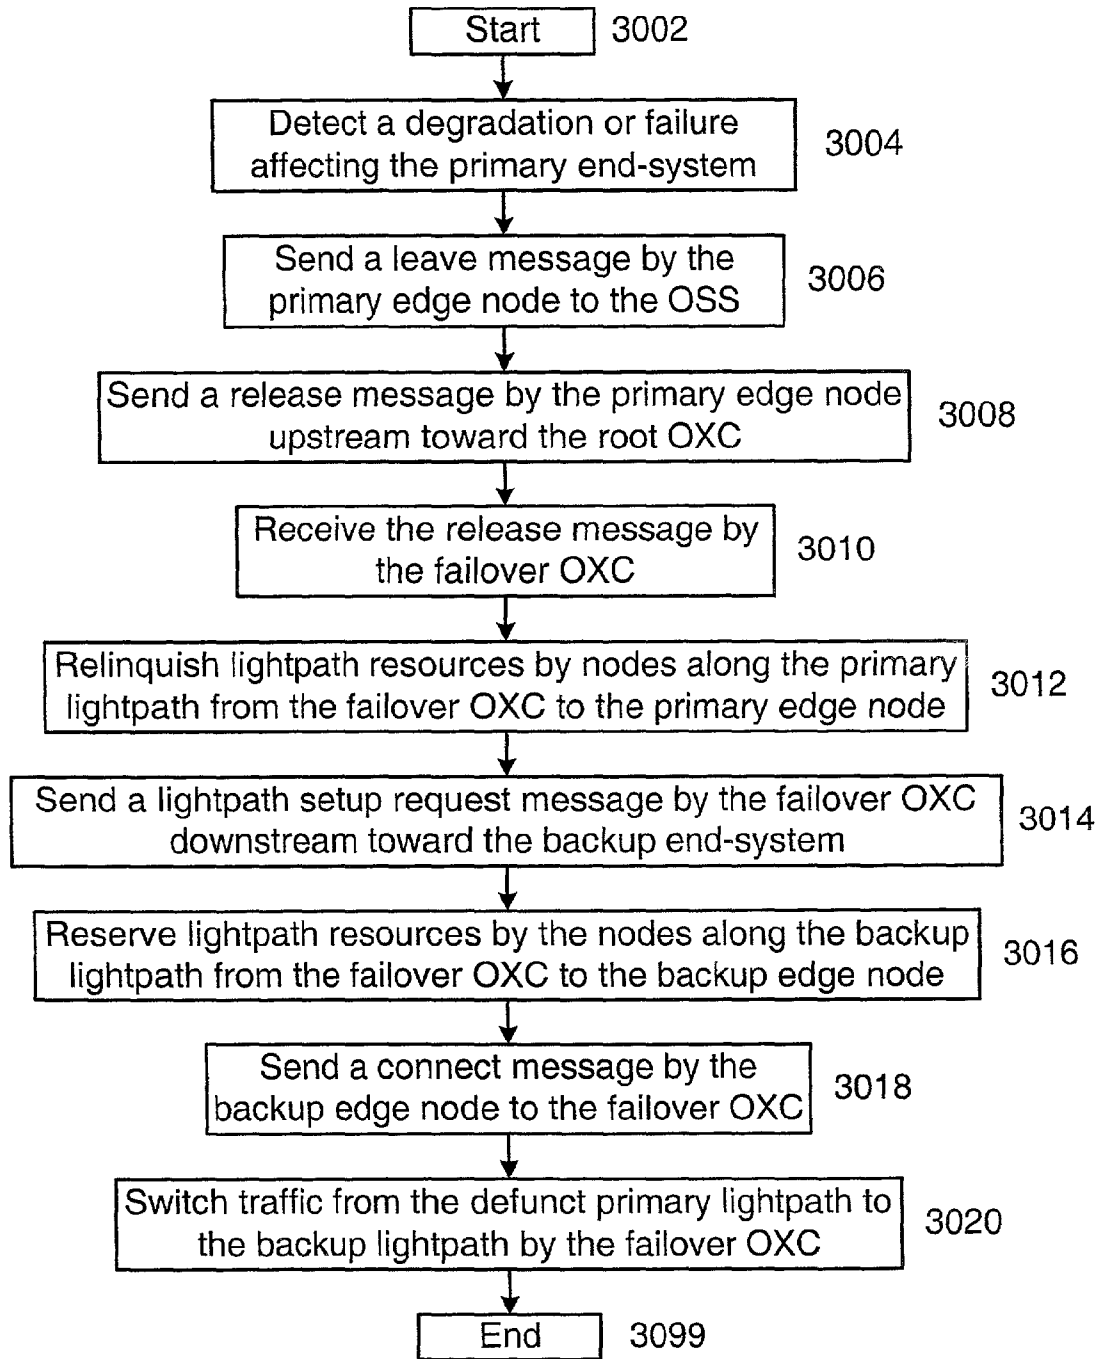 Start 3002
Detect a degradation or failure
affecting the primary end-system
3004
Send a leave message by the
primary edge node to the OSS
3006
Send a release message by the primary edge node
upstream toward the root OXC
3008
Receive the release message by
the failover OXC
3010
Relinquish lightpath resources by nodes along the primary
lightpath from the failover OXC to the primary edge node
3012
Send a lightpath setup request message by the failover OXC
downstream toward the backup end-system
3014
Reserve lightpath resources by the nodes along the backup
lightpath from the failover OXC to the backup edge node
3016
Send a connect message by the
backup edge node to the failover OXC
3018
Switch traffic from the defunct primary lightpath to
the backup lightpath by the failover OXC
3020
End 3099